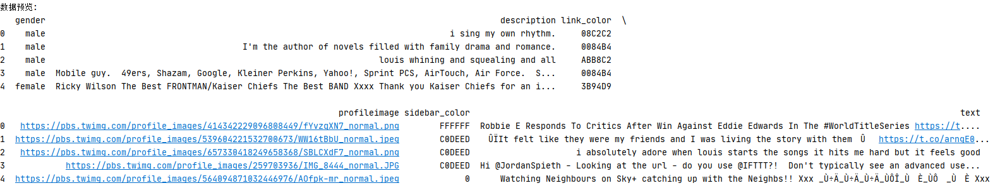 数据预览:
gender description link_color \
0 male i sing my own rhythm. 08C2C2
1 male I'm the author of novels filled with family drama and romance. 0084B4
2 male louis whining and squealing and all ABB8C2
3 male Mobile guy. 49ers, Shazam, Google, Kleiner Perkins, Yahoo!, Sprint PCS, AirTouch, Air Force. S... 0084B4
4 female Ricky Wilson The Best FRONTMAN/Kaiser Chiefs The Best BAND Xxxx Thank you Kaiser Chiefs for an i... 3B94D9
profileimage sidebar_color text
0 https://pbs.twimg.com/profile_images/414342229096808449/fYvzqXN7_normal.png FFFFFF Robbie E Responds To Critics After Win Against Eddie Edwards In The #WorldTitleSeries https://t....
1 https://pbs.twimg.com/profile_images/539604221532700673/WW16tBbU_normal.jpeg C0DEED ÛÏIt felt like they were my friends and I was living the story with them Û https://t.co/arngE0...
2 https://pbs.twimg.com/profile_images/657330418249658368/SBLCXdF7_normal.png C0DEED i absolutely adore when louis starts the songs it hits me hard but it feels good
3 https://pbs.twimg.com/profile_images/259703936/IMG_8444_normal.JPG C0DEED Hi @JordanSpieth - Looking at the url - do you use @IFTTT?! Don't typically see an advanced use...
4 https://pbs.twimg.com/profile_images/564094871032446976/AOfpk-mr_normal.jpeg 0 Watching Neighbours on Sky+ catching up with the Neighbs!! Xxx _Ù÷Ä_Ù÷Ä_Ù÷Ä_ÙÔÎ_Ù È_ÙÔ _Ù È Xxx